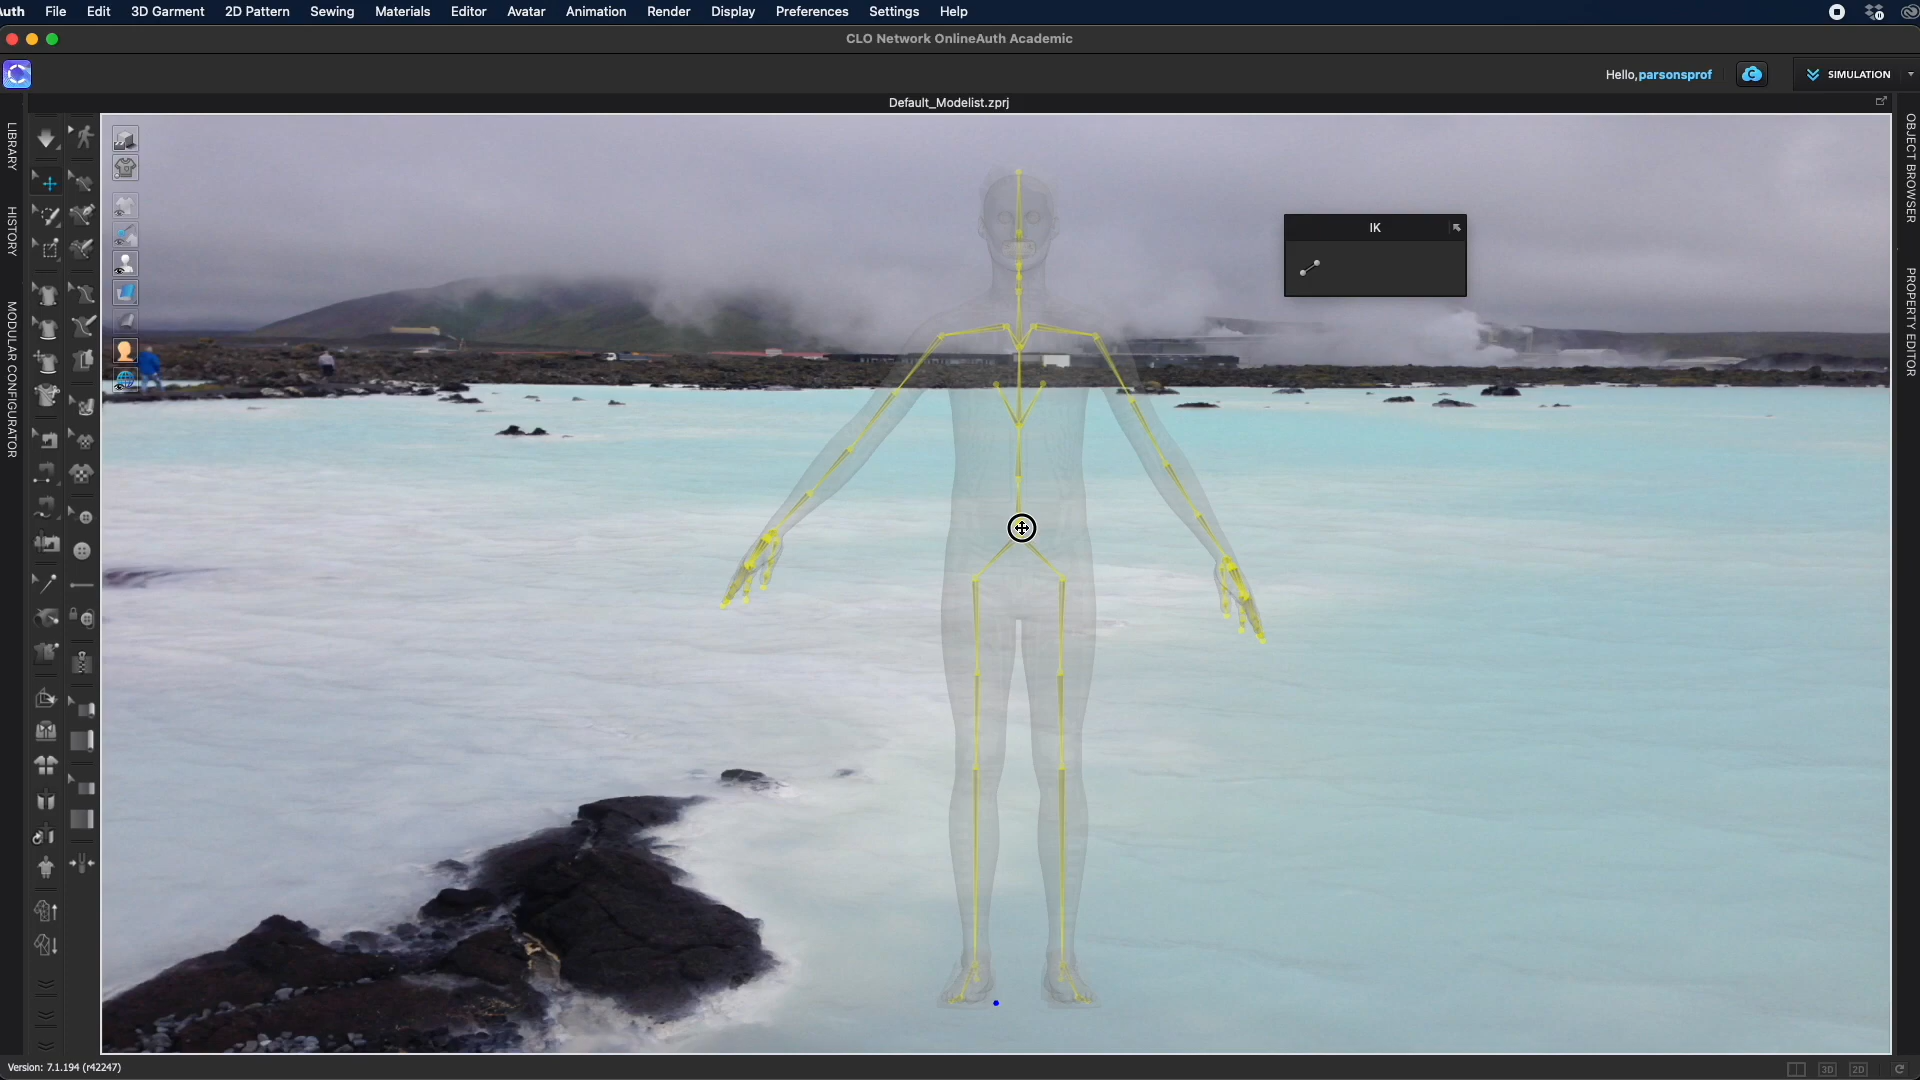 uth File Edit 3D Garment 2D Pattern Sewing Materials Editor Avatar Animation Render Display Preferences Settings Help
CLO Network OnlineAuth Academic
Hello,parsonsprof
SIMULATION
Default_Modelist.zprj
LIBRARY
HISTORY
MODULAR CONFIGURATOR
IK
OBJECT BROWSER
PROPERTY EDITOR
Version: 7.1.194 (r42247)
3D
2D